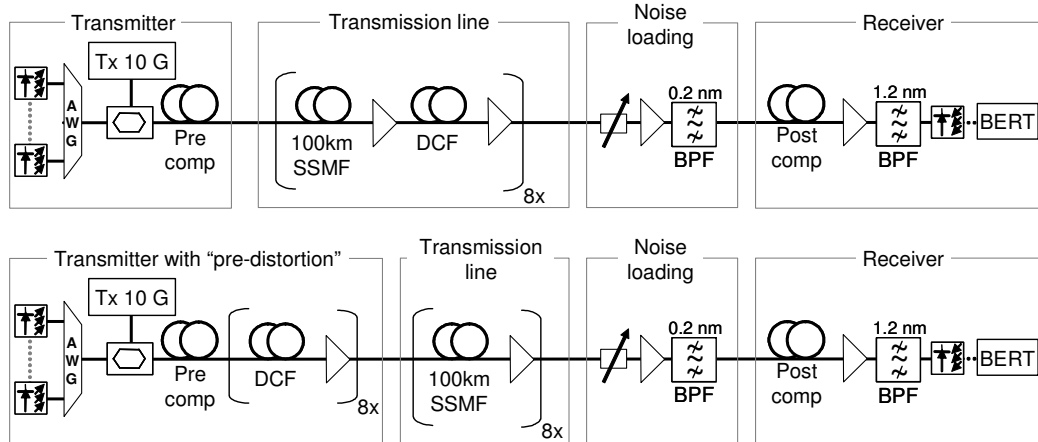 Transmitter
Transmission line
Noise
loading
Receiver
Tx 10 G
A
W
G
Pre
comp
100km
SSMF
DCF
8x
0.2 nm
BPF
Post
comp
1.2 nm
BPF
BERT
Transmitter with “pre-distortion”
Transmission
line
Noise
loading
Receiver
Tx 10 G
A
W
G
Pre
comp
DCF
8x
100km
SSMF
8x
0.2 nm
BPF
Post
comp
1.2 nm
BPF
BERT